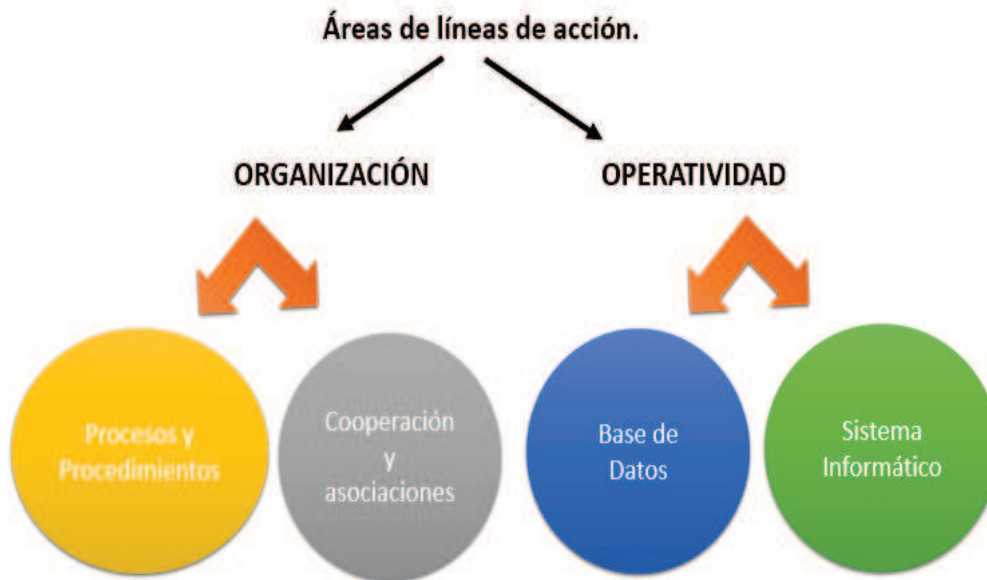 Áreas de líneas de acción.
ORGANIZACIÓN
OPERATIVIDAD
Procesos y
Procedimientos
Cooperación
y
asociaciones
Base de
Datos
Sistema
Informático